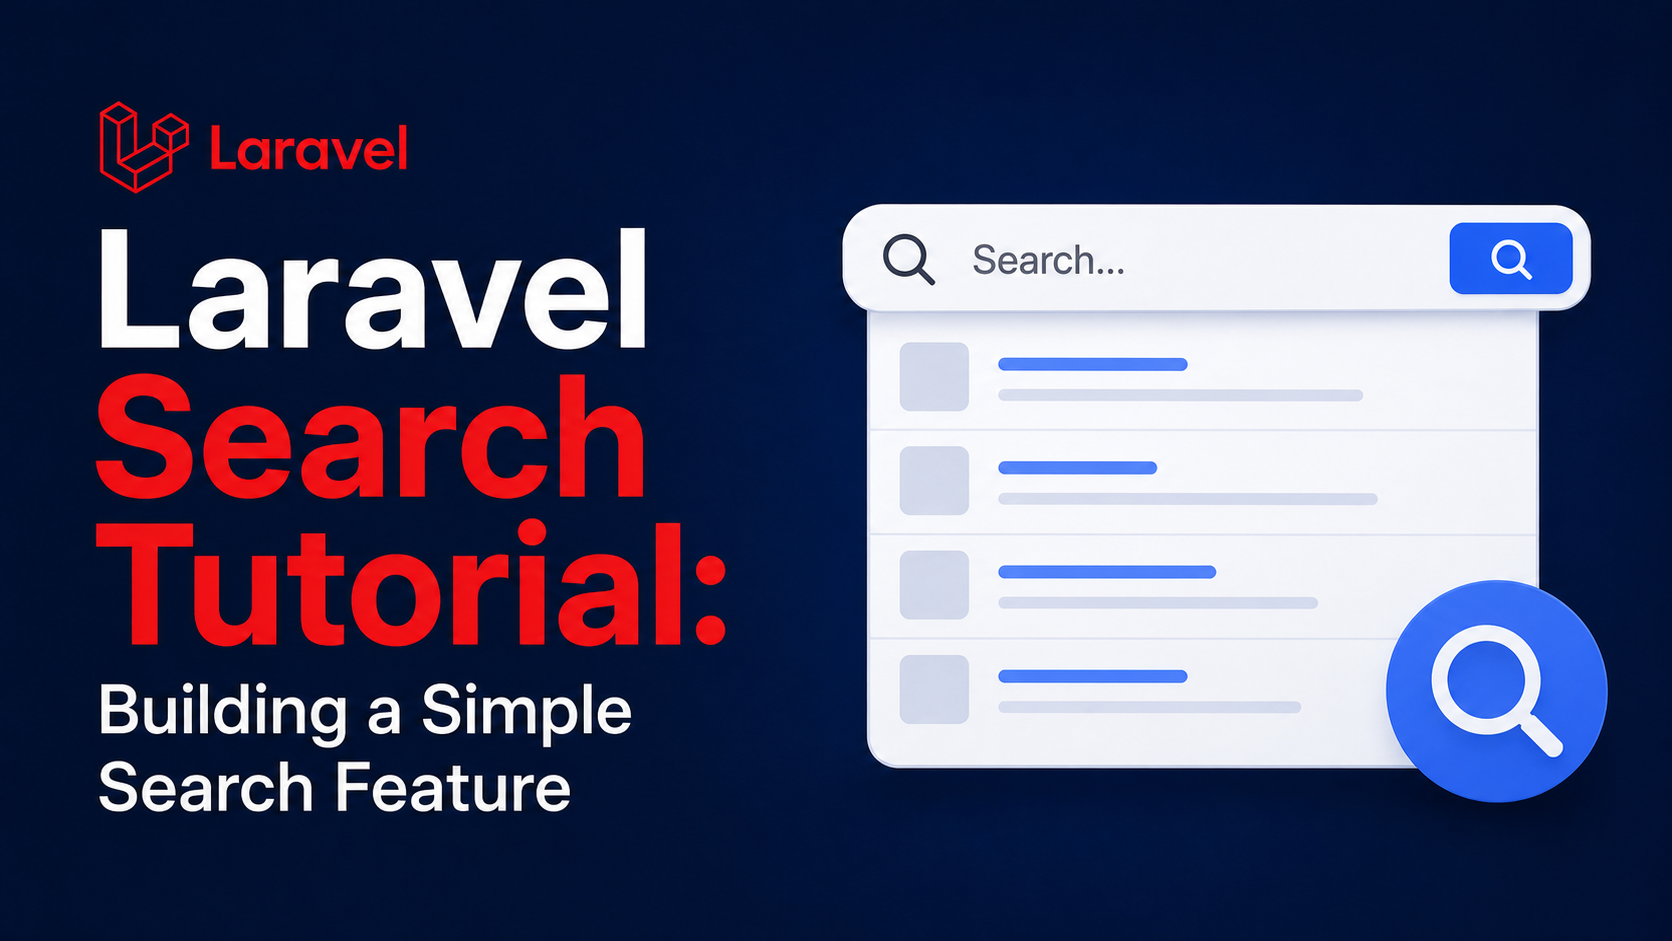 Laravel
Laravel
Search
Tutorial:
Building a Simple
Search Feature
Search...